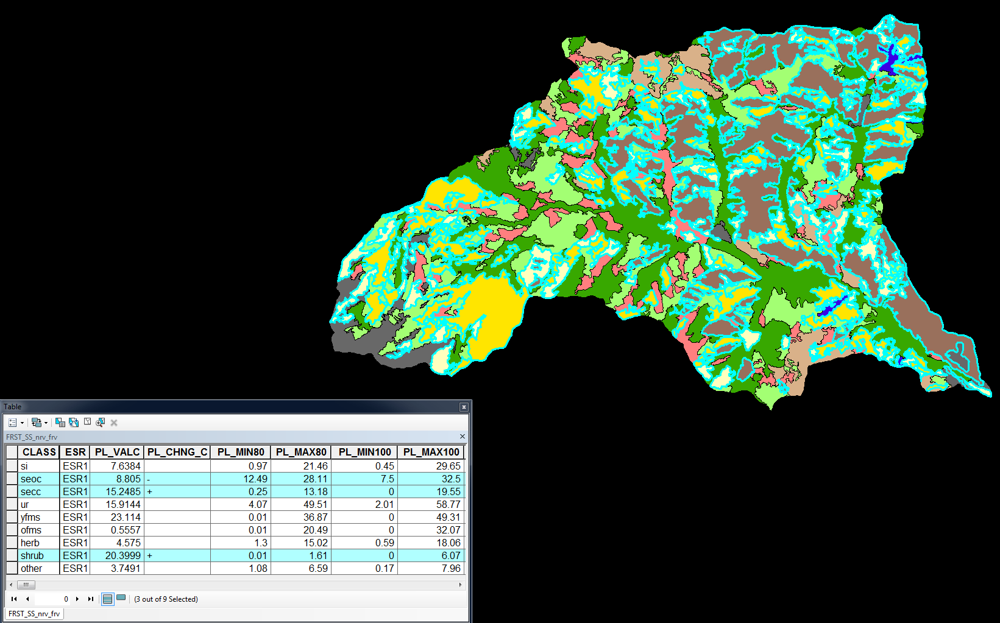 Table
FRST_SS_nrv_frv
CLASS ESR PL_VALC PL_CHNG_C PL_MIN80 PL_MAX80 PL_MIN100 PL_MAX100
si ESR1 7.6384 0.97 21.46 0.45 29.65
seoc ESR1 8.805 - 12.49 28.11 7.5 32.5
secc ESR1 15.2485 + 0.25 13.18 0 19.55
ur ESR1 15.9144 4.07 49.51 2.01 58.77
yfms ESR1 23.114 0.01 36.87 0 49.31
ofms ESR1 0.5557 0.01 20.49 0 32.07
herb ESR1 4.575 1.3 15.02 0.59 18.06
shrub ESR1 20.3999 + 0.01 1.61 0 6.07
other ESR1 3.7491 1.08 6.59 0.17 7.96
0 (3 out of 9 Selected)
FRST_SS_nrv_frv